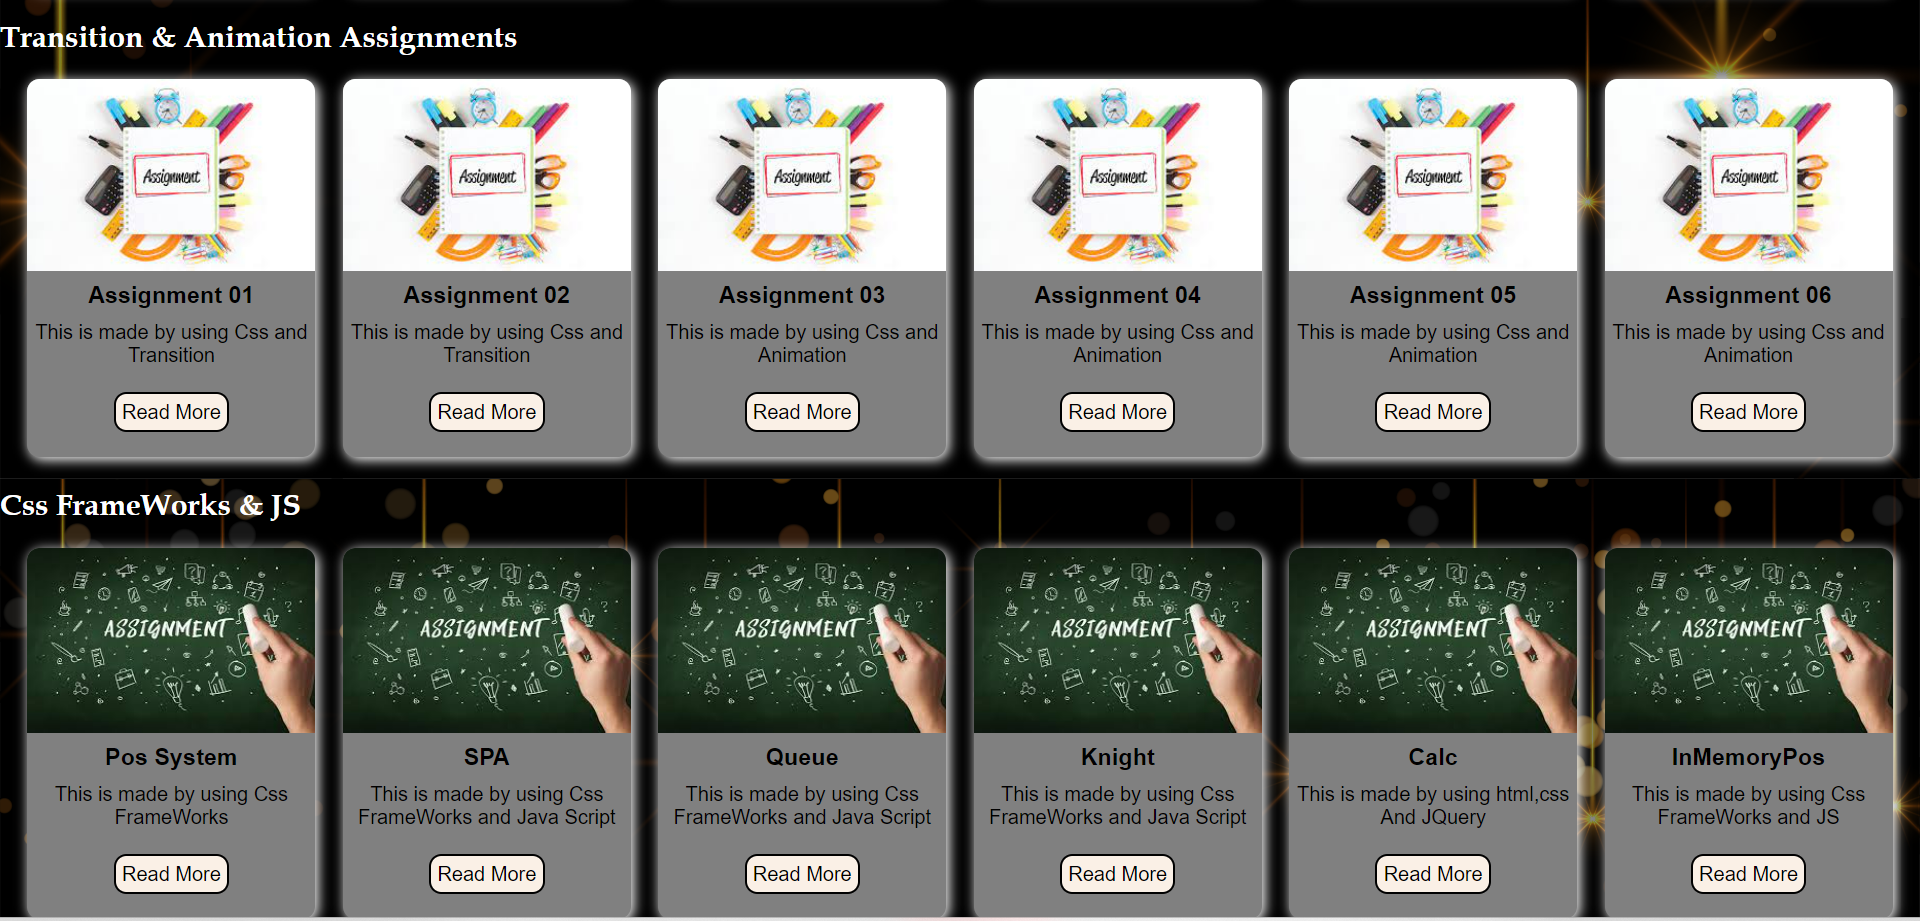 Transition & Animation Assignments
Assignment
Assignment
Assignment
Assignment
Assignment
Assignment
Assignment 01
This is made by using Css and
Transition
Read More
Assignment 02
This is made by using Css and
Transition
Read More
Assignment 03
This is made by using Css and
Animation
Read More
Assignment 04
This is made by using Css and
Animation
Read More
Assignment 05
This is made by using Css and
Animation
Read More
Assignment 06
This is made by using Css and
Animation
Read More
Css FrameWorks & JS
ASSIGNMENT
ASSIGNMENT
ASSIGNMENT
ASSIGNMENT
ASSIGNMENT
ASSIGNMENT
Pos System
This is made by using Css
FrameWorks
Read More
SPA
This is made by using Css
FrameWorks and Java Script
Read More
Queue
This is made by using Css
FrameWorks and Java Script
Read More
Knight
This is made by using Css
FrameWorks and Java Script
Read More
Calc
This is made by using html,css
And JQuery
Read More
InMemoryPos
This is made by using Css
FrameWorks and JS
Read More